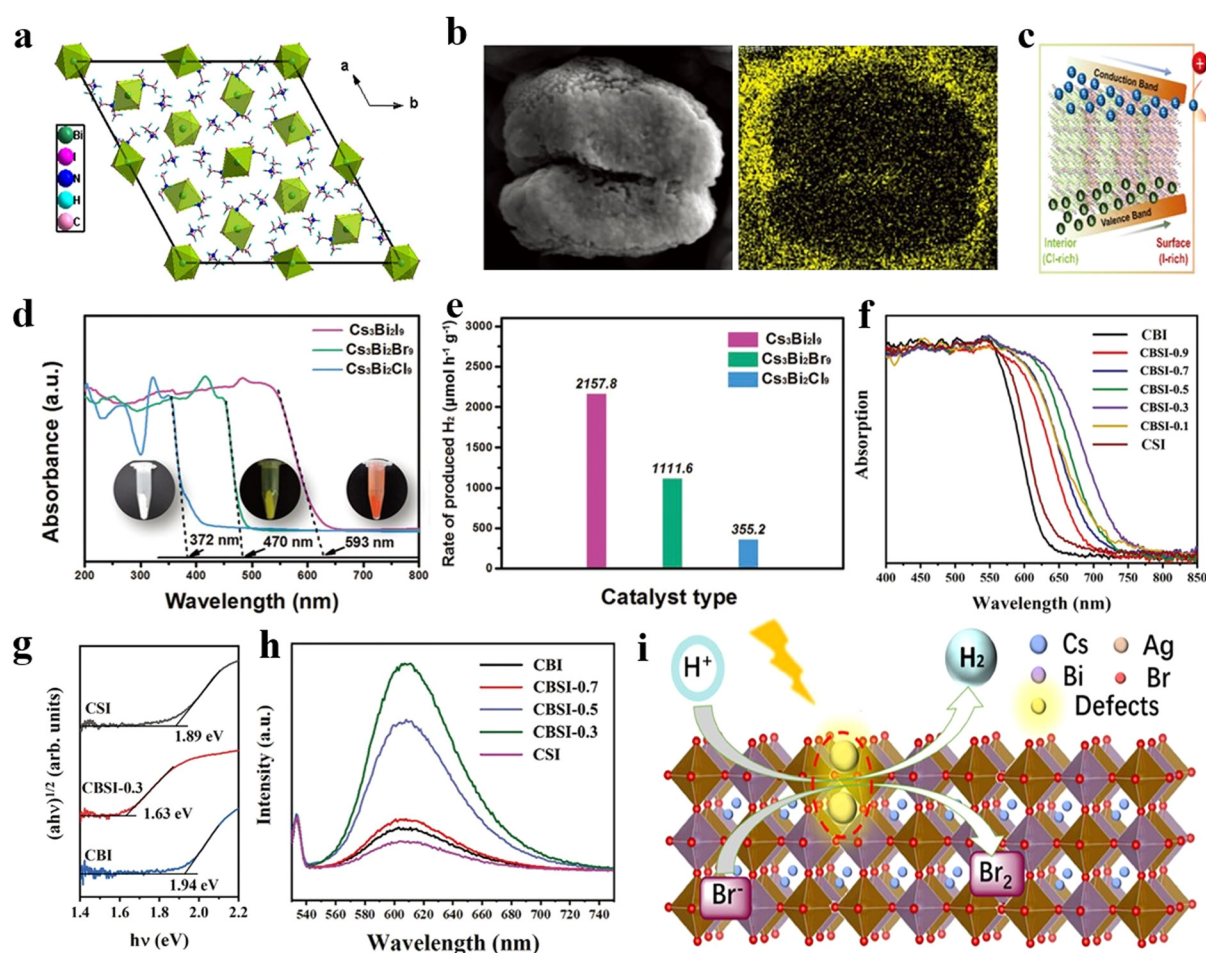 a
a
b
Bi
I
N
H
C
b
c
Conduction Band
+
Valence Band
Interior
(Cl-rich)
Surface
(I-rich)
d
Absorbance (a.u.)
Cs₃Bi₂I₉
Cs₃Bi₂Br₉
Cs₃Bi₂Cl₉
372 nm
470 nm
593 nm
200 300 400 500 600 700 800
Wavelength (nm)
e
Rate of produced H₂ (μmol h⁻¹ g⁻¹)
3000
2750
2500
2250
2000
1750
1500
1250
1000
750
500
250
0
Cs₃Bi₂I₉
Cs₃Bi₂Br₉
Cs₃Bi₂Cl₉
2157.8
1111.6
355.2
Catalyst type
f
Absorption
CBI
CBSI-0.9
CBSI-0.7
CBSI-0.5
CBSI-0.3
CBSI-0.1
CSI
400 450 500 550 600 650 700 750 800 850
Wavelength (nm)
g
(ahv)¹/² (arb. units)
CSI
1.89 eV
CBSI-0.3
1.63 eV
CBI
1.94 eV
1.4 1.6 1.8 2.0 2.2
hν (eV)
h
Intensity (a.u.)
CBI
CBSI-0.7
CBSI-0.5
CBSI-0.3
CSI
540 560 580 600 620 640 660 680 700 720 740
Wavelength (nm)
i
H⁺
H₂
Cs
Ag
Bi
Br
Defects
Br⁻
Br₂